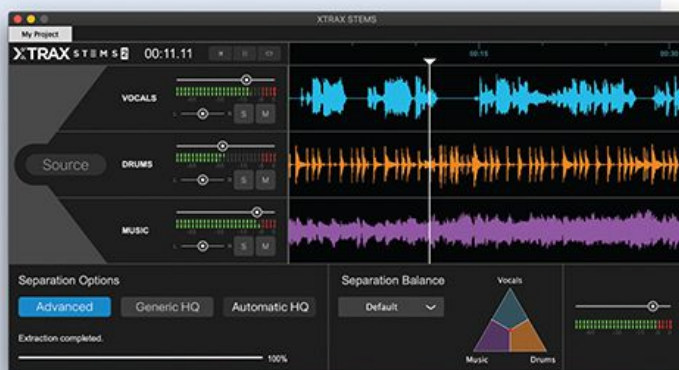 XTRAX STEMS
My Project
XTRAX STEMS 2 00:11.11
00:15
00:30
VOCALS
L R S M
Source
DRUMS
L R S M
MUSIC
L R S M
Separation Options
Advanced Generic HQ Automatic HQ
Extraction completed.
100%
Separation Balance
Default
Vocals
Music Drums